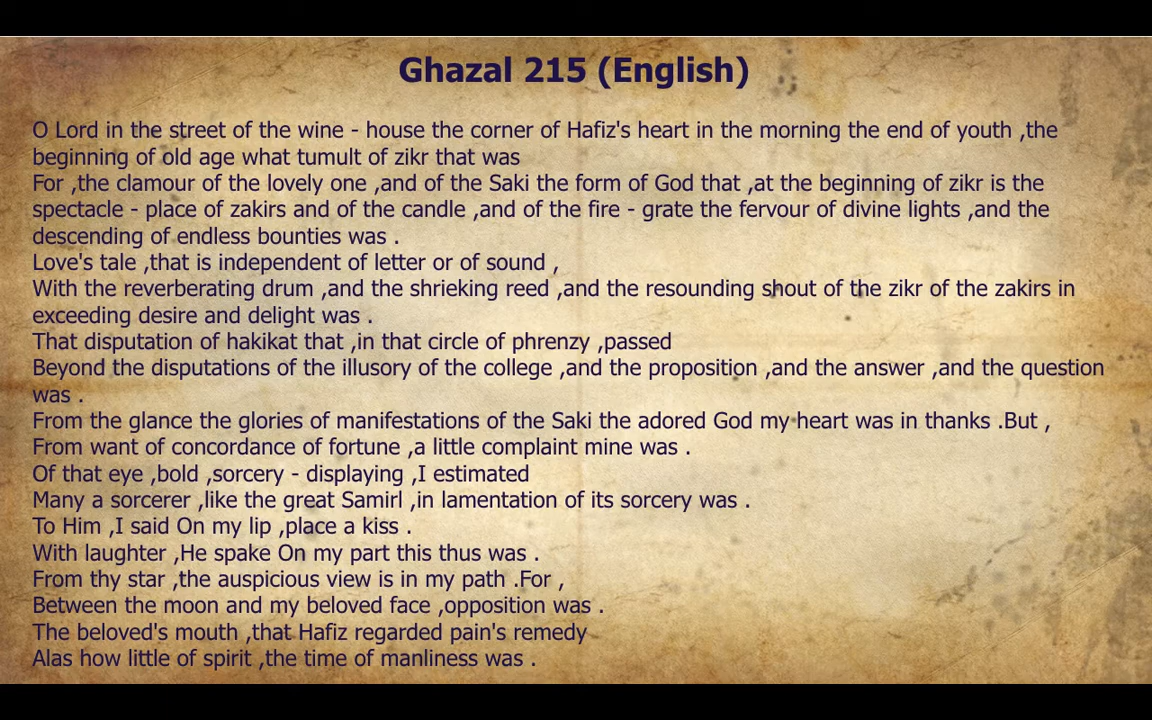 Ghazal 215 (English)
O Lord in the street of the wine - house the corner of Hafiz's heart in the morning the end of youth ,the
beginning of old age what tumult of zikr that was
For ,the clamour of the lovely one ,and of the Saki the form of God that ,at the beginning of zikr is the
spectacle - place of zakirs and of the candle ,and of the fire - grate the fervour of divine lights ,and the
descending of endless bounties was .
Love's tale ,that is independent of letter or of sound ,
With the reverberating drum ,and the shrieking reed ,and the resounding shout of the zikr of the zakirs in
exceeding desire and delight was .
That disputation of hakikat that ,in that circle of phrenzy ,passed
Beyond the disputations of the illusory of the college ,and the proposition ,and the answer ,and the question
was .
From the glance the glories of manifestations of the Saki the adored God my heart was in thanks .But ,
From want of concordance of fortune ,a little complaint mine was .
Of that eye ,bold ,sorcery - displaying ,I estimated
Many a sorcerer ,like the great Samirl ,in lamentation of its sorcery was .
To Him ,I said On my lip ,place a kiss .
With laughter ,He spake On my part this thus was .
From thy star ,the auspicious view is in my path .For ,
Between the moon and my beloved face ,opposition was .
The beloved's mouth ,that Hafiz regarded pain's remedy
Alas how little of spirit ,the time of manliness was .